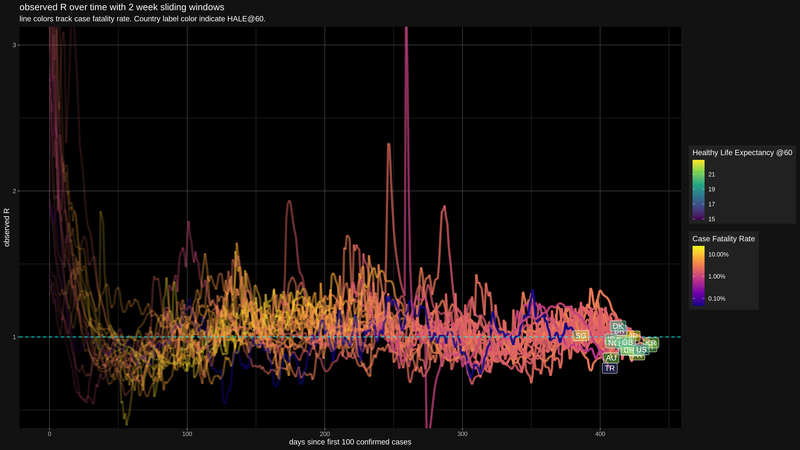 observed R over time with 2 week sliding windows
line colors track case fatality rate. Country label color indicate HALE@60.
3
2
1
observed R
0
100
200
300
400
days since first 100 confirmed cases
Healthy Life Expectancy @60
21
19
17
15
Case Fatality Rate
10.00%
1.00%
0.10%
SG
DK
GB
KR
US
AU
TR